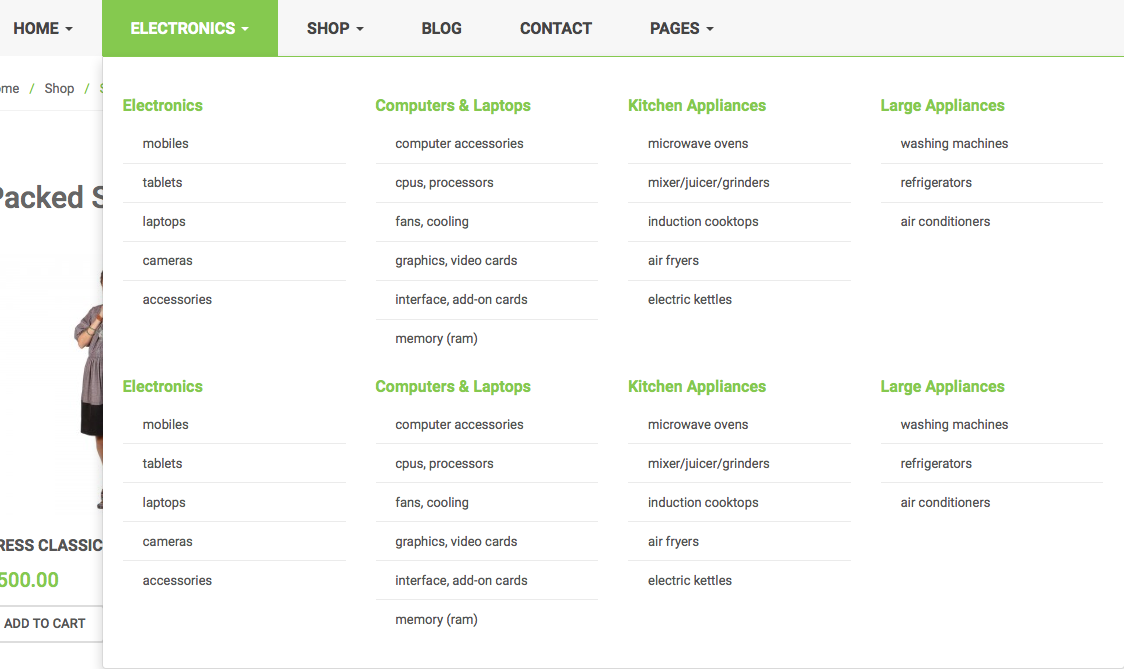 HOME ELECTRONICS SHOP BLOG CONTACT PAGES
Shop /
Electronics Computers & Laptops Kitchen Appliances Large Appliances
mobiles computer accessories microwave ovens washing machines
tablets cpus, processors mixer/juicer/grinders refrigerators
laptops fans, cooling induction cooktops air conditioners
cameras graphics, video cards air fryers
accessories interface, add-on cards electric kettles
memory (ram)
Electronics Computers & Laptops Kitchen Appliances Large Appliances
mobiles computer accessories microwave ovens washing machines
tablets cpus, processors mixer/juicer/grinders refrigerators
laptops fans, cooling induction cooktops air conditioners
cameras graphics, video cards air fryers
accessories interface, add-on cards electric kettles
memory (ram)
CLASSIC
500.00
ADD TO CART